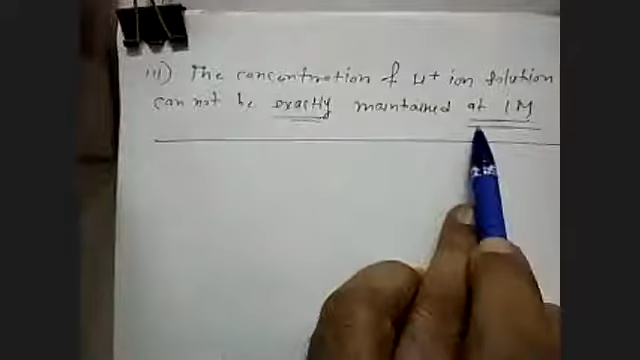 iii) The concentration of H+ ion solution
can not be exactly maintained at 1M